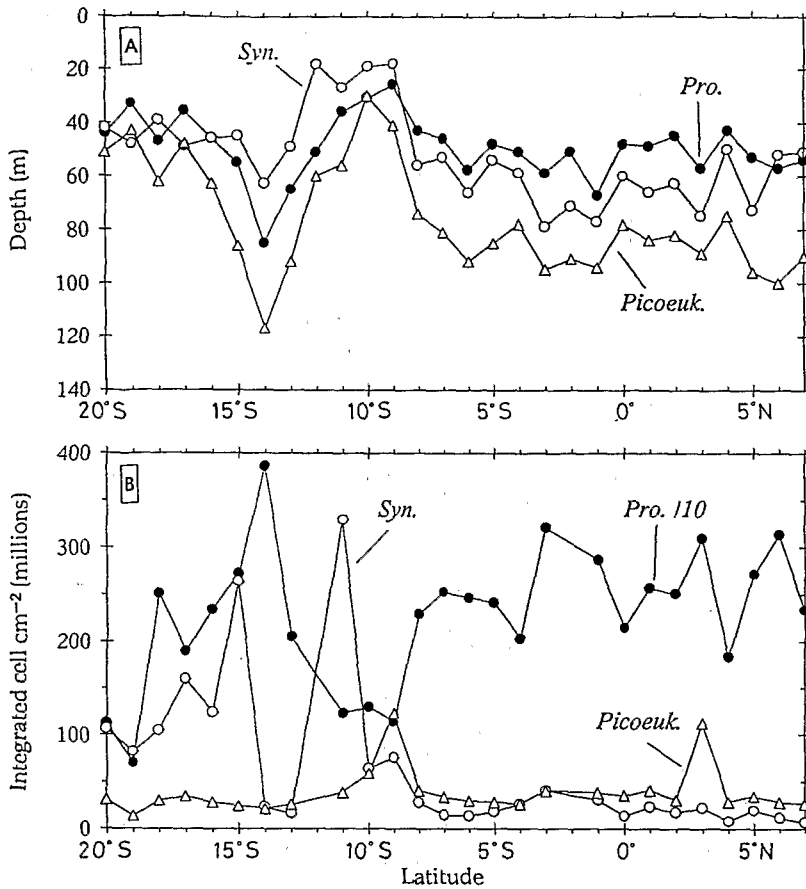 A
Syn.
Pro.
Picoeuk.
Depth (m)
0
20
40
60
80
100
120
140
20°S
15°S
10°S
5°S
0°
5°N
B
Syn.
Pro. /10
Picoeuk.
Integrated cell cm⁻² (millions)
400
300
200
100
0
20°S
15°S
10°S
5°S
0°
5°N
Latitude